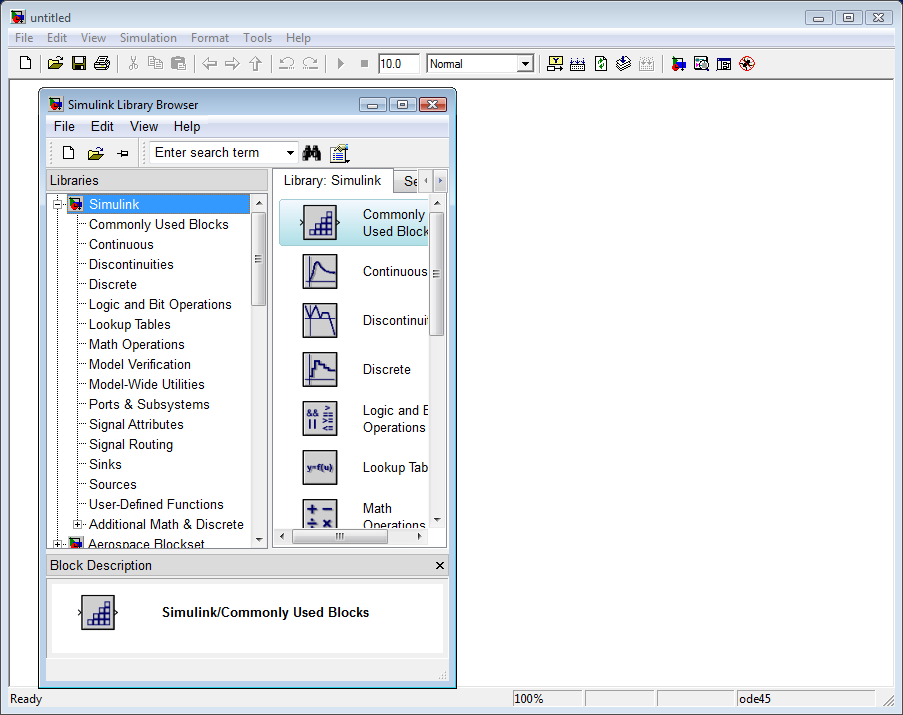 untitled
File Edit View Simulation Format Tools Help
10.0 Normal
Simulink Library Browser
File Edit View Help
Enter search term
Libraries
Simulink
Commonly Used Blocks
Continuous
Discontinuities
Discrete
Logic and Bit Operations
Lookup Tables
Math Operations
Model Verification
Model-Wide Utilities
Ports & Subsystems
Signal Attributes
Signal Routing
Sinks
Sources
User-Defined Functions
Additional Math & Discrete
Aerospace Blockset
Library: Simulink Se
Commonly
Used Block
Continuous
Discontinui
Discrete
&& > == || >= <=
Logic and B
Operations
y=f(u)
Lookup Tab
+ − ÷ ×
Math
Operations
Block Description
Simulink/Commonly Used Blocks
Ready 100% ode45